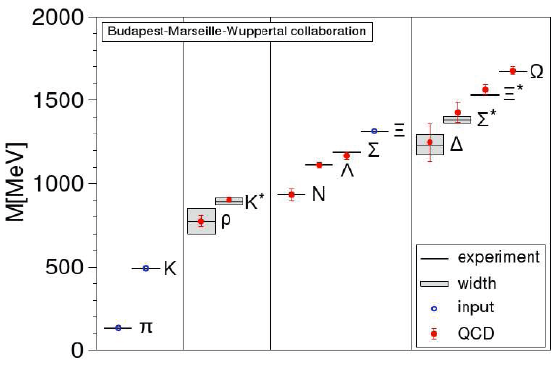 2000
Budapest-Marseille-Wuppertal collaboration
1500
1000
500
0
M[MeV]
π
K
ρ
K*
N
Λ
Σ
Ξ
Δ
Σ*
Ξ*
Ω
experiment
width
input
QCD